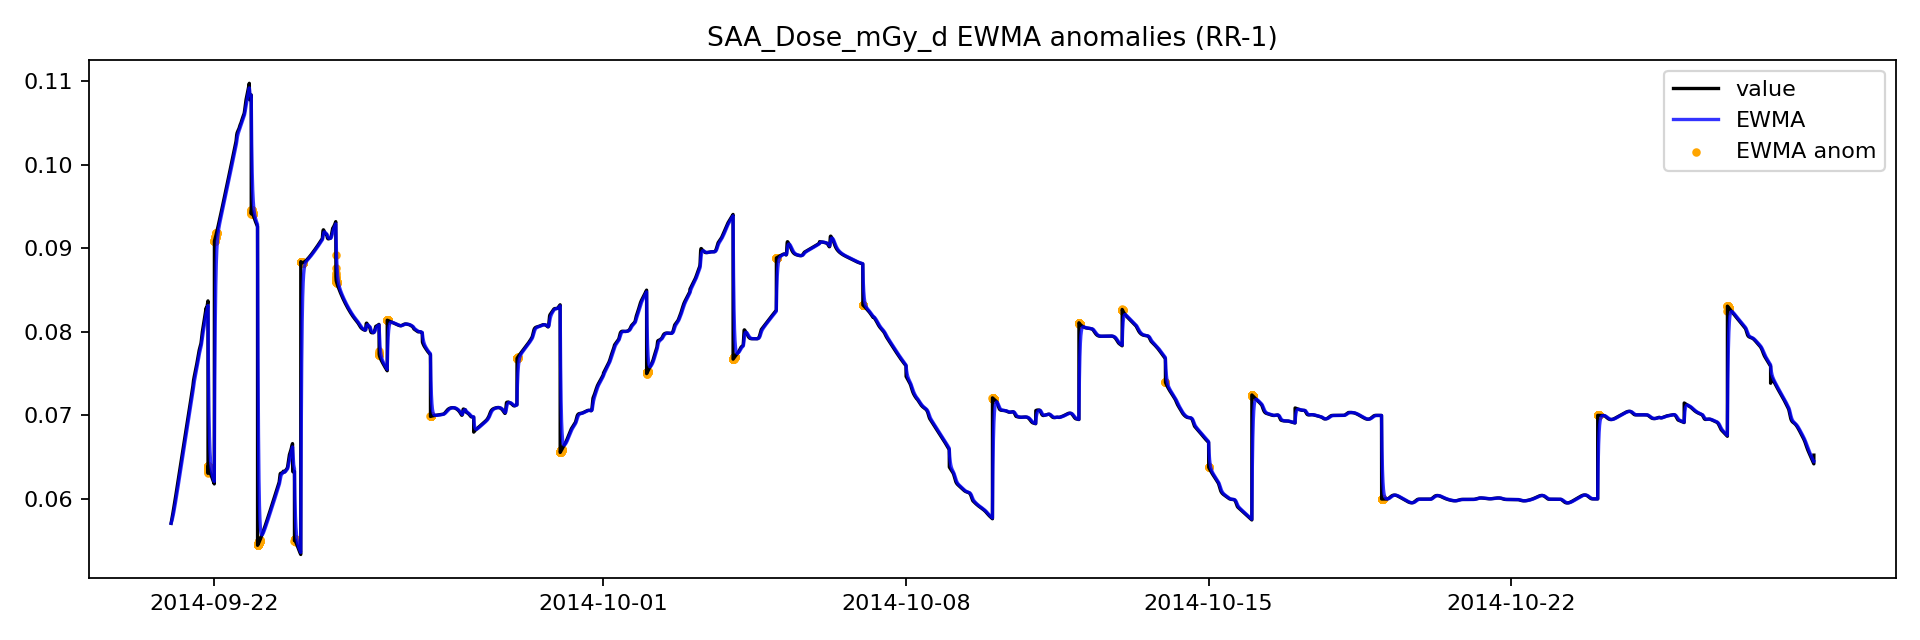 SAA_Dose_mGy_d EWMA anomalies (RR-1)
0.11
0.10
0.09
0.08
0.07
0.06
value
EWMA
EWMA anom
2014-09-22
2014-10-01
2014-10-08
2014-10-15
2014-10-22